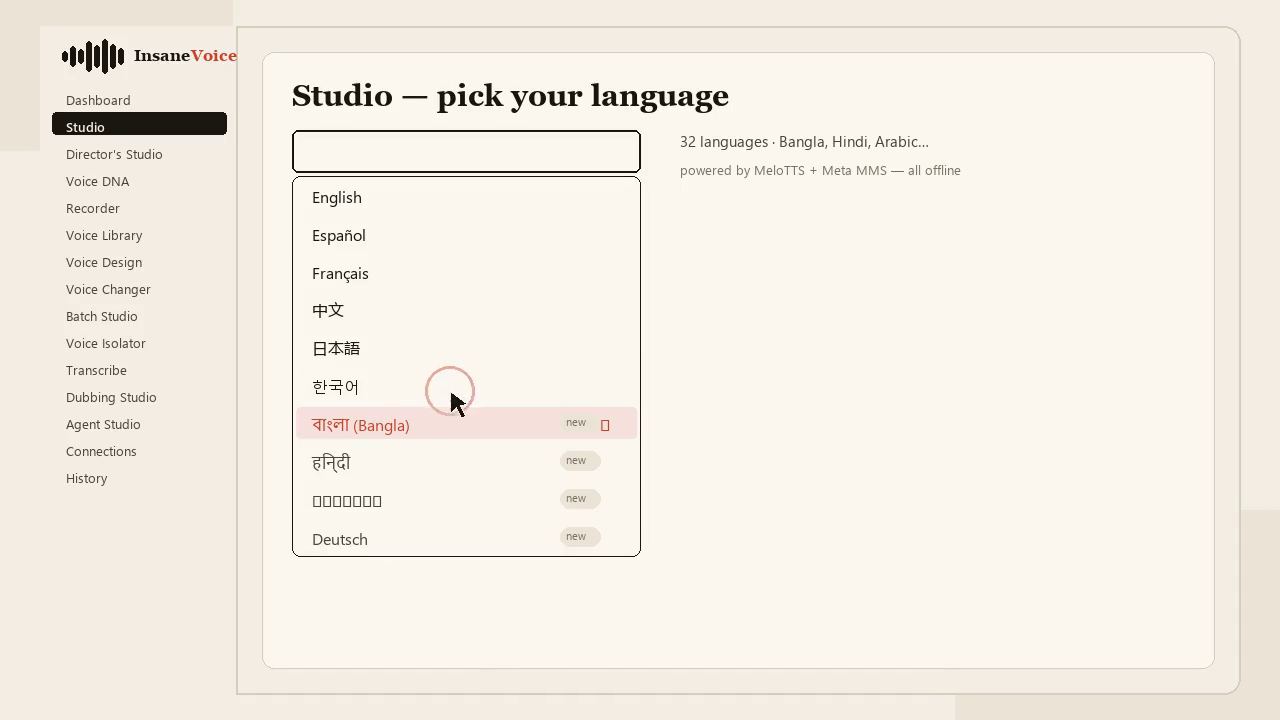 InsaneVoice
Dashboard
Studio
Director's Studio
Voice DNA
Recorder
Voice Library
Voice Design
Voice Changer
Batch Studio
Voice Isolator
Transcribe
Dubbing Studio
Agent Studio
Connections
History
Studio — pick your language
32 languages · Bangla, Hindi, Arabic...
powered by MeloTTS + Meta MMS — all offline
English
Español
Français
中文
日本語
한국어
বাংলা (Bangla) new
हिन्दी new
new
Deutsch new